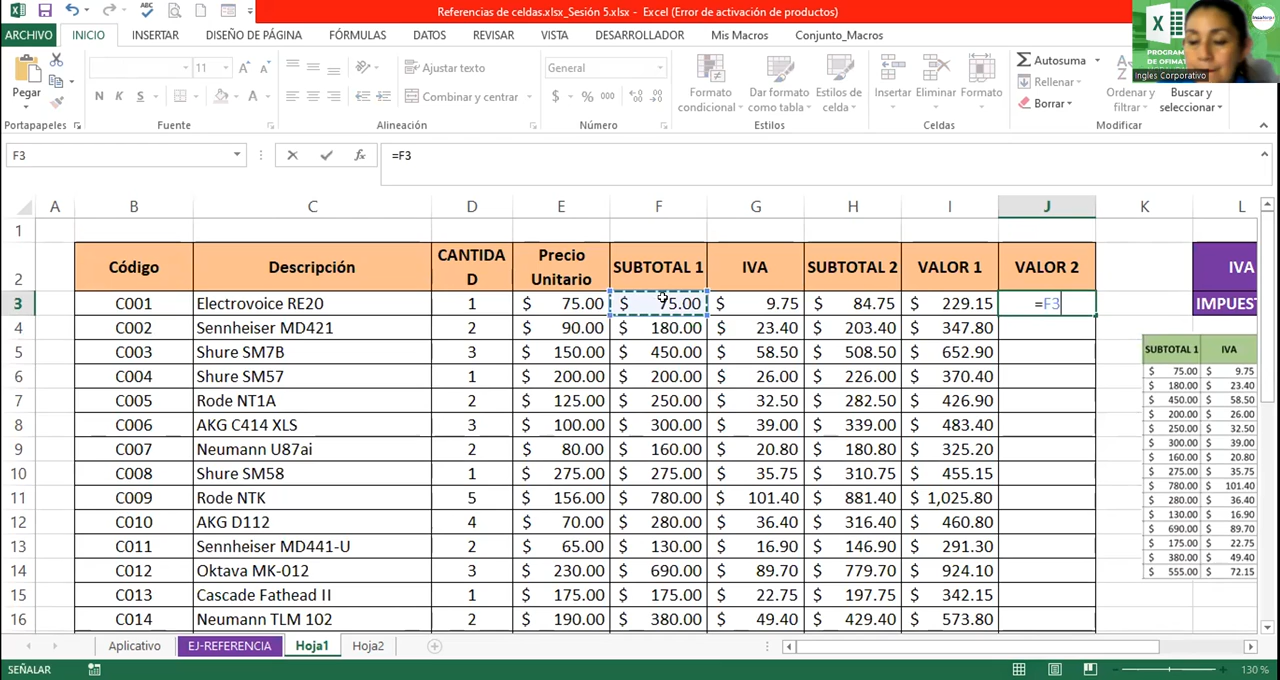 Referencias de celdas.xlsx_Sesión 5.xlsx - Excel (Error de activación de productos)
ARCHIVO INICIO INSERTAR DISEÑO DE PÁGINA FÓRMULAS DATOS REVISAR VISTA DESARROLLADOR Mis Macros Conjunto_Macros
PROGRAM
DE OFIMAT
Ingles Corporativo
11 Ajustar texto General Autosuma
Pegar N K S Combinar y centrar $ % 000 Formato condicional Dar formato como tabla Estilos de celda Insertar Eliminar Formato Rellenar Borrar Ordenar y filtrar Buscar y seleccionar
Portapapeles Fuente Alineación Número Estilos Celdas Modificar
F3 fx =F3
A B C D E F G H I J K L
1
2 Código Descripción CANTIDAD Precio Unitario SUBTOTAL 1 IVA SUBTOTAL 2 VALOR 1 VALOR 2 IVA
3 C001 Electrovoice RE20 1 $ 75.00 $ 75.00 $ 9.75 $ 84.75 $ 229.15 =F3 IMPUES
4 C002 Sennheiser MD421 2 $ 90.00 $ 180.00 $ 23.40 $ 203.40 $ 347.80
5 C003 Shure SM7B 3 $ 150.00 $ 450.00 $ 58.50 $ 508.50 $ 652.90
6 C004 Shure SM57 1 $ 200.00 $ 200.00 $ 26.00 $ 226.00 $ 370.40
7 C005 Rode NT1A 2 $ 125.00 $ 250.00 $ 32.50 $ 282.50 $ 426.90
8 C006 AKG C414 XLS 3 $ 100.00 $ 300.00 $ 39.00 $ 339.00 $ 483.40
9 C007 Neumann U87ai 2 $ 80.00 $ 160.00 $ 20.80 $ 180.80 $ 325.20
10 C008 Shure SM58 1 $ 275.00 $ 275.00 $ 35.75 $ 310.75 $ 455.15
11 C009 Rode NTK 5 $ 156.00 $ 780.00 $ 101.40 $ 881.40 $ 1,025.80
12 C010 AKG D112 4 $ 70.00 $ 280.00 $ 36.40 $ 316.40 $ 460.80
13 C011 Sennheiser MD441-U 2 $ 65.00 $ 130.00 $ 16.90 $ 146.90 $ 291.30
14 C012 Oktava MK-012 3 $ 230.00 $ 690.00 $ 89.70 $ 779.70 $ 924.10
15 C013 Cascade Fathead II 1 $ 175.00 $ 175.00 $ 22.75 $ 197.75 $ 342.15
16 C014 Neumann TLM 102 2 $ 190.00 $ 380.00 $ 49.40 $ 429.40 $ 573.80
SUBTOTAL 1 IVA
$ 75.00 $ 9.75
$ 180.00 $ 23.40
$ 450.00 $ 58.50
$ 200.00 $ 26.00
$ 250.00 $ 32.50
$ 300.00 $ 39.00
$ 160.00 $ 20.80
$ 275.00 $ 35.75
$ 780.00 $ 101.40
$ 280.00 $ 36.40
$ 130.00 $ 16.90
$ 690.00 $ 89.70
$ 175.00 $ 22.75
$ 380.00 $ 49.40
$ 555.00 $ 72.15
Aplicativo EJ-REFERENCIA Hoja1 Hoja2
SEÑALAR 130 %